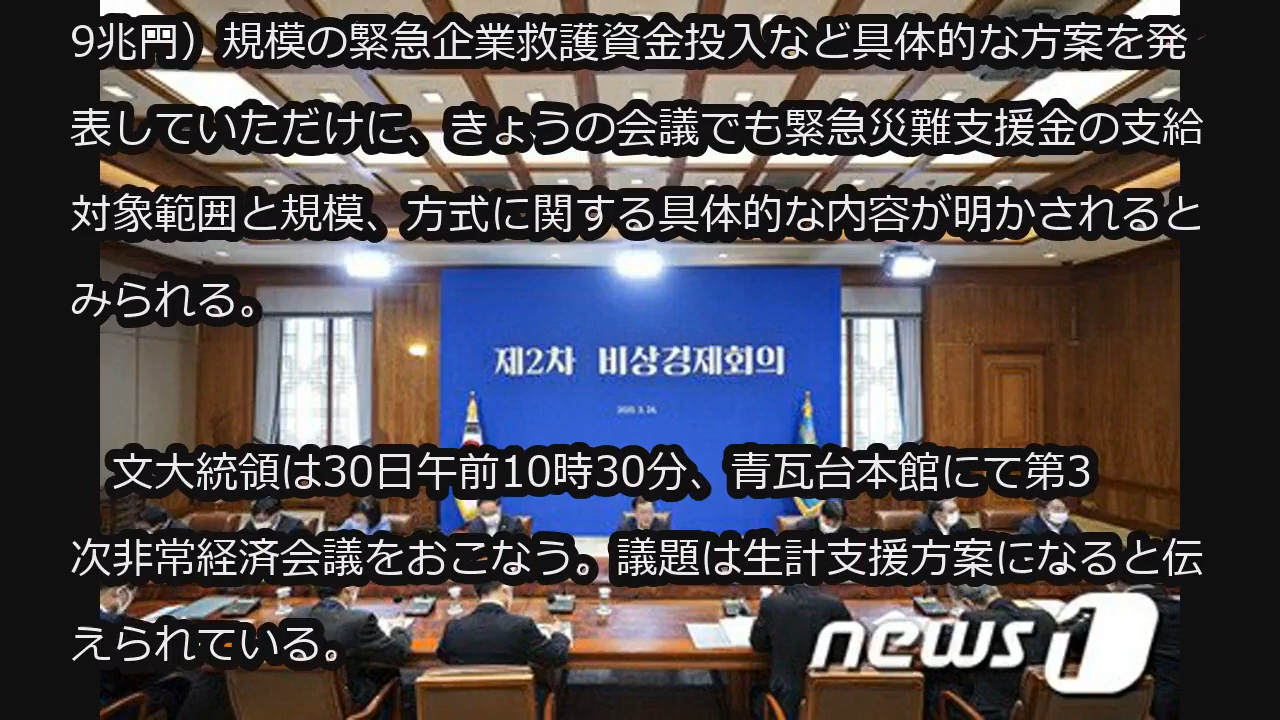 9兆円）規模の緊急企業救護資金投入など具体的な方案を発
表していただけに、きょうの会議でも緊急災難支援金の支給
対象範囲と規模、方式に関する具体的な内容が明かされると
みられる。
제2차 비상경제회의
2020. 3. 24.
文大統領は30日午前10時30分、青瓦台本館にて第3
次非常経済会議をおこなう。議題は生計支援方案になると伝
えられている。
news1